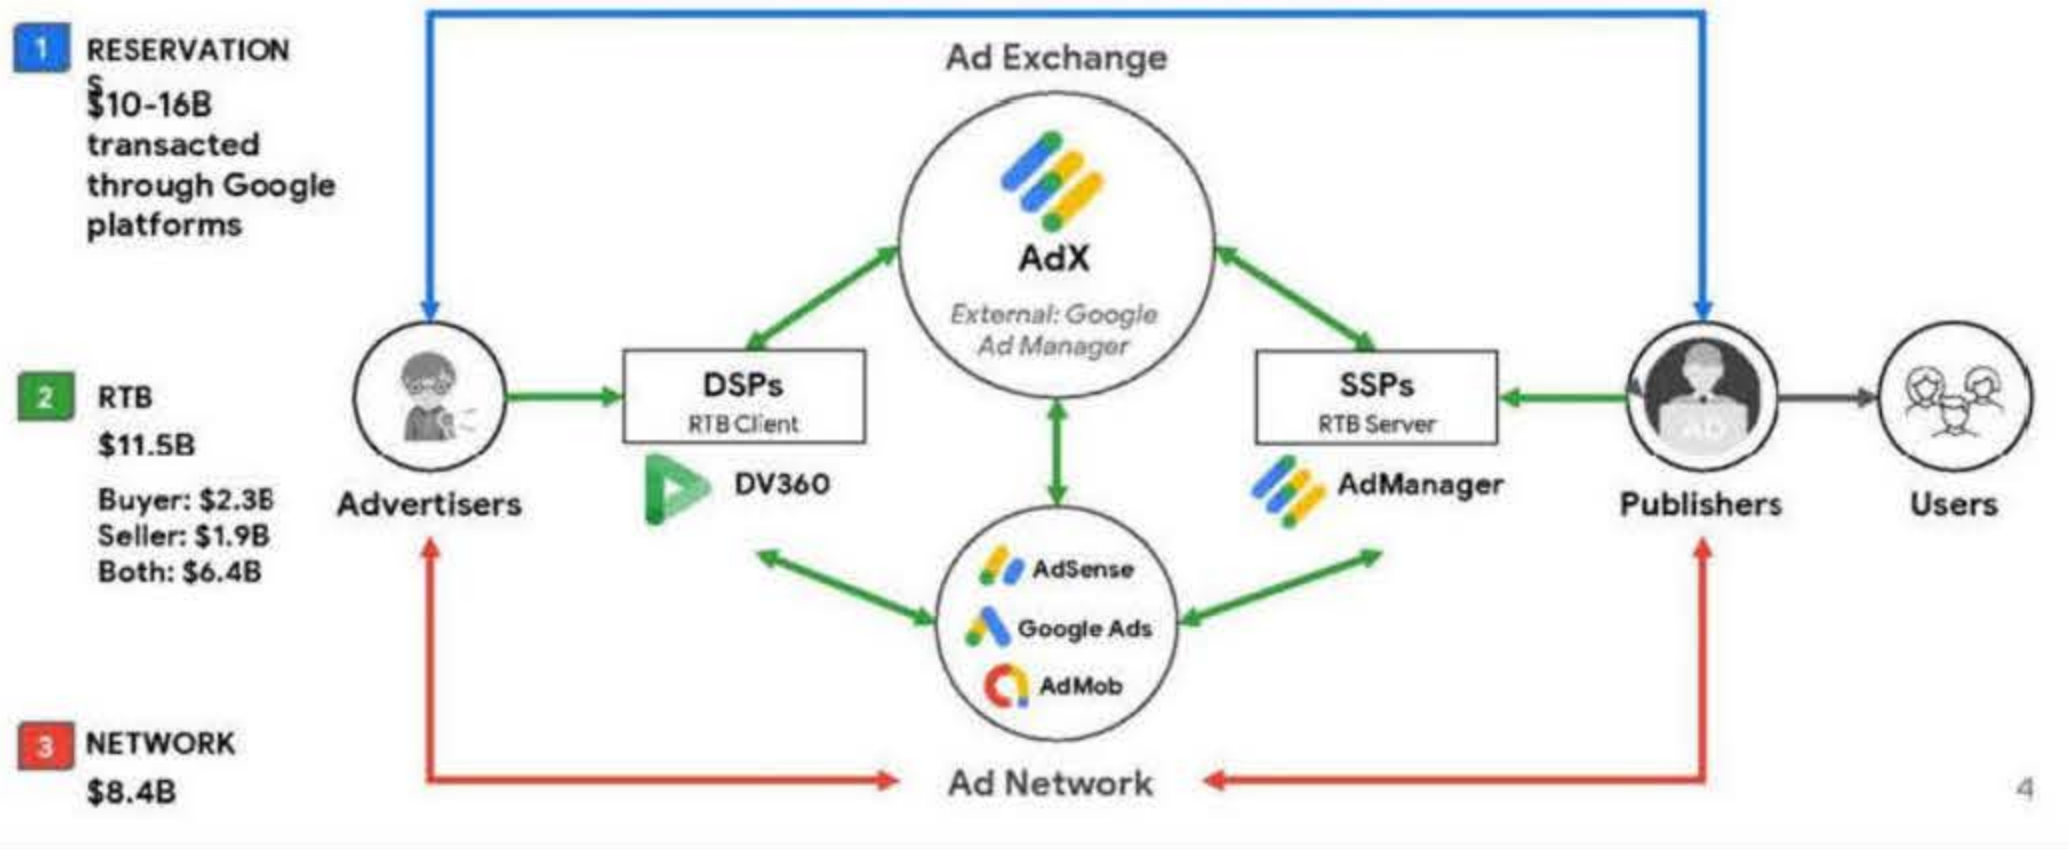 1
RESERVATION
S
$10-16B
transacted
through Google
platforms
2
RTB
$11.5B
Buyer: $2.3B
Seller: $1.9B
Both: $6.4B
3
NETWORK
$8.4B
Advertisers
DSPs
RTB Client
DV360
Ad Exchange
AdX
External: Google
Ad Manager
AdSense
Google Ads
AdMob
Ad Network
SSPs
RTB Server
AdManager
AD
Publishers
Users
4